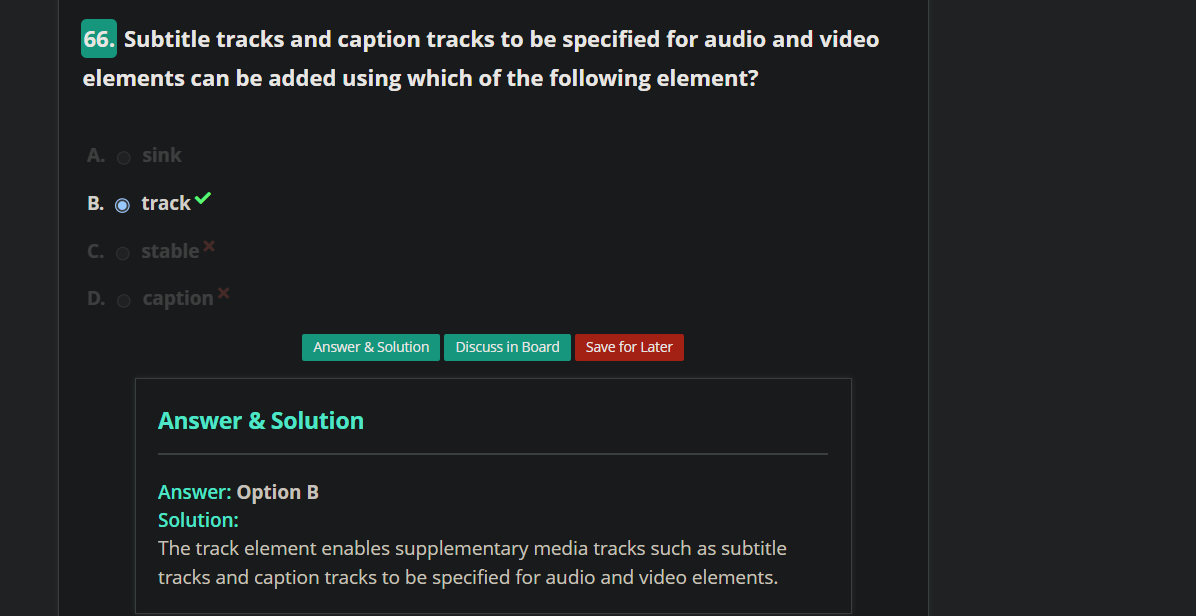 66. Subtitle tracks and caption tracks to be specified for audio and video
elements can be added using which of the following element?
A. sink
B. track
C. stable
D. caption
Answer & Solution Discuss in Board Save for Later
Answer & Solution
Answer: Option B
Solution:
The track element enables supplementary media tracks such as subtitle
tracks and caption tracks to be specified for audio and video elements.